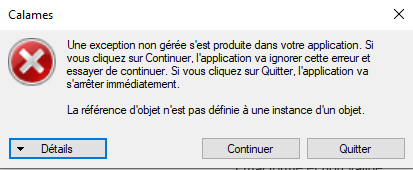 Calames
Une exception non gérée s'est produite dans votre application. Si
vous cliquez sur Continuer, l'application va ignorer cette erreur et
essayer de continuer. Si vous cliquez sur Quitter, l'application va
s'arrêter immédiatement.
La référence d'objet n'est pas définie à une instance d'un objet.
Détails
Continuer
Quitter